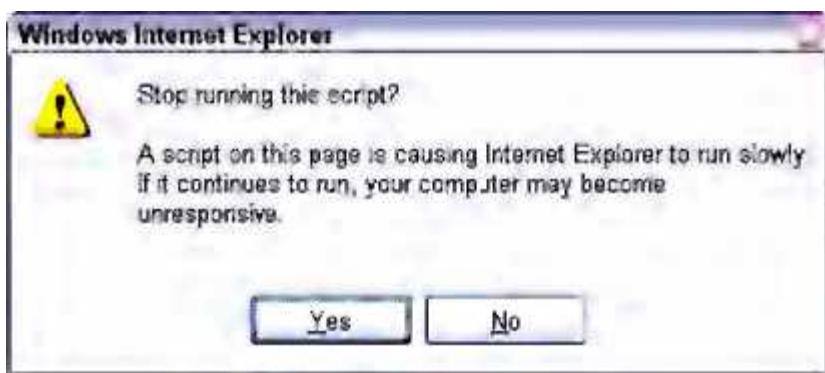 Windows Internet Explorer
Stop running this script?
A script on this page is causing Internet Explorer to run slowly
If it continues to run, your computer may become
unresponsive.
Yes
No